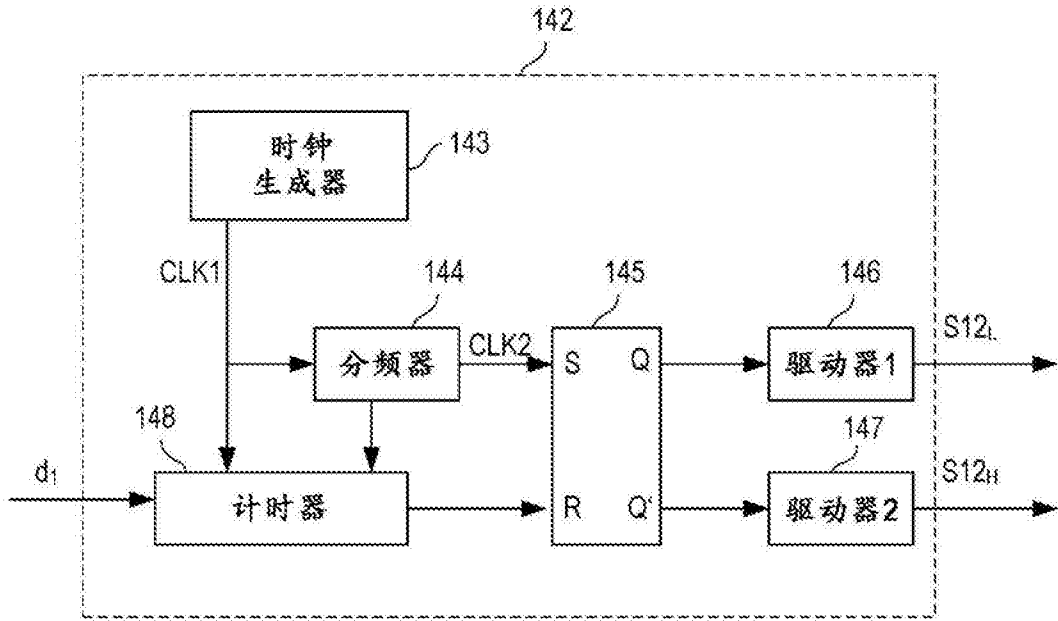 142
时钟
生成器
143
CLK1
144
145
146
S12L
分频器
CLK2
S
Q
驱动器1
148
147
d1
计时器
R
Q'
驱动器2
S12H